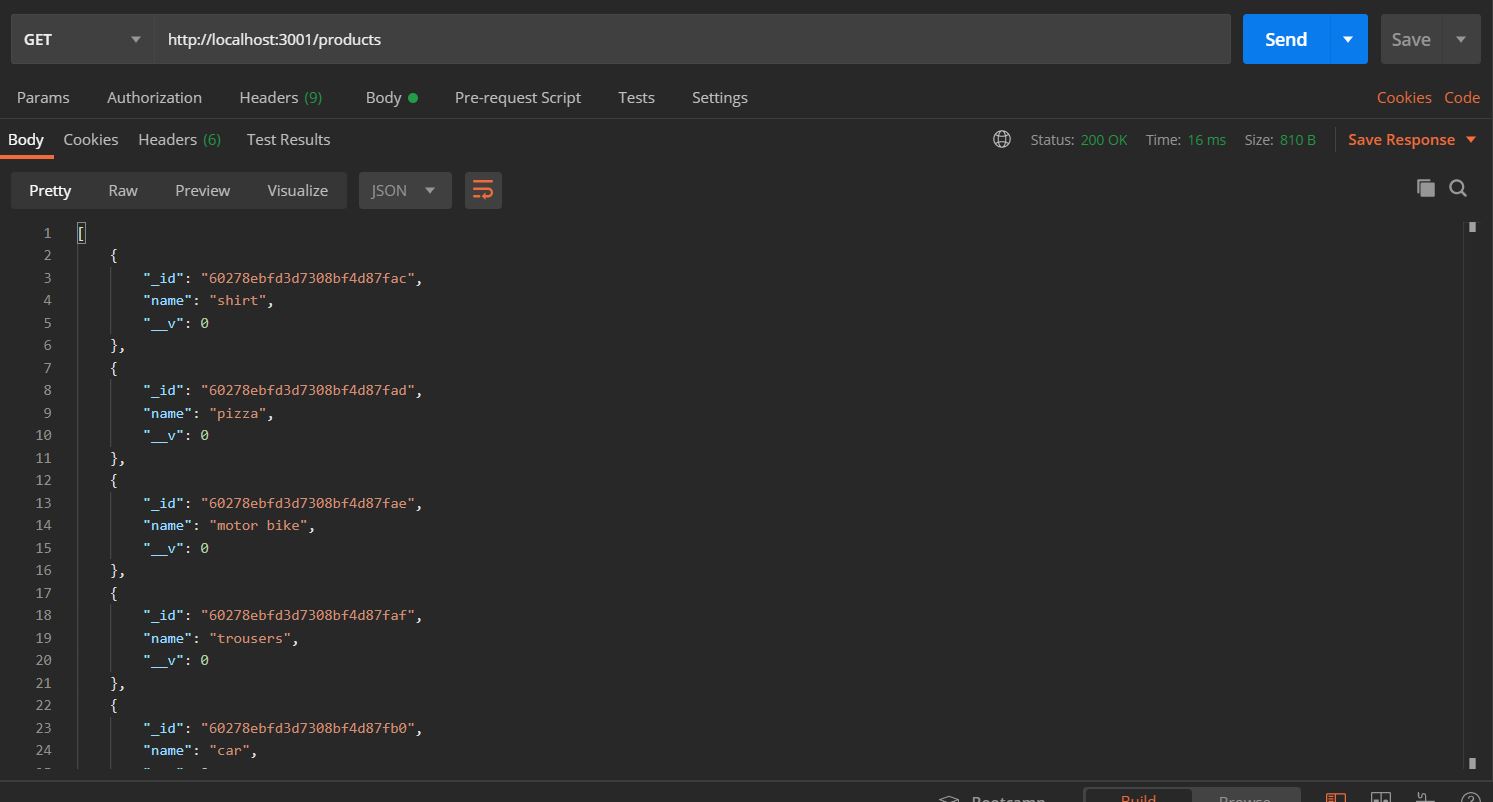 GET http://localhost:3001/products Send Save
Params Authorization Headers (9) Body Pre-request Script Tests Settings Cookies Code
Body Cookies Headers (6) Test Results Status: 200 OK Time: 16 ms Size: 810 B Save Response
Pretty Raw Preview Visualize JSON
1 [
2 {
3 "_id": "60278ebfd3d7308bf4d87fac",
4 "name": "shirt",
5 "__v": 0
6 },
7 {
8 "_id": "60278ebfd3d7308bf4d87fad",
9 "name": "pizza",
10 "__v": 0
11 },
12 {
13 "_id": "60278ebfd3d7308bf4d87fae",
14 "name": "motor bike",
15 "__v": 0
16 },
17 {
18 "_id": "60278ebfd3d7308bf4d87faf",
19 "name": "trousers",
20 "__v": 0
21 },
22 {
23 "_id": "60278ebfd3d7308bf4d87fb0",
24 "name": "car",
Bootcamp Build Browse